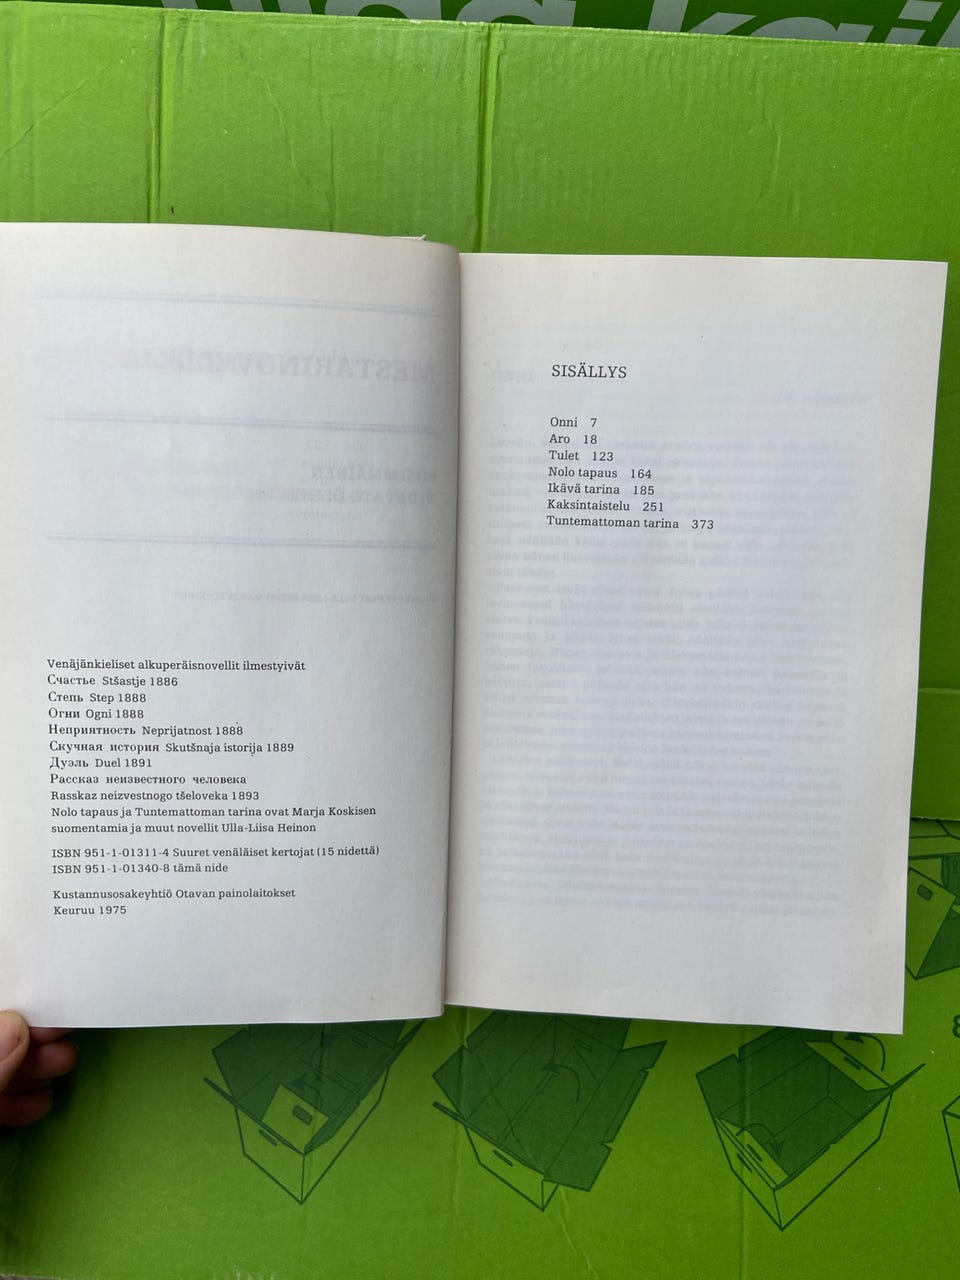 Venäjänkieliset alkuperäisnovellit ilmestyivät
Счастье Stšastje 1886
Степь Step 1888
Огни Ogni 1888
Неприятность Neprijatnost 1888
Скучная история Skutšnaja istorija 1889
Дуэль Duel 1891
Рассказ неизвестного человека
Rasskaz neizvestnogo tšeloveka 1893
Nolo tapaus ja Tuntemattoman tarina ovat Marja Koskisen
suomentamia ja muut novellit Ulla-Liisa Heinon
ISBN 951-1-01311-4 Suuret venäläiset kertojat (15 nidettä)
ISBN 951-1-01340-8 tämä nide
Kustannusosakeyhtiö Otavan painolaitokset
Keuruu 1975
SISÄLLYS
Onni 7
Aro 18
Tulet 123
Nolo tapaus 164
Ikävä tarina 185
Kaksintaistelu 251
Tuntemattoman tarina 373